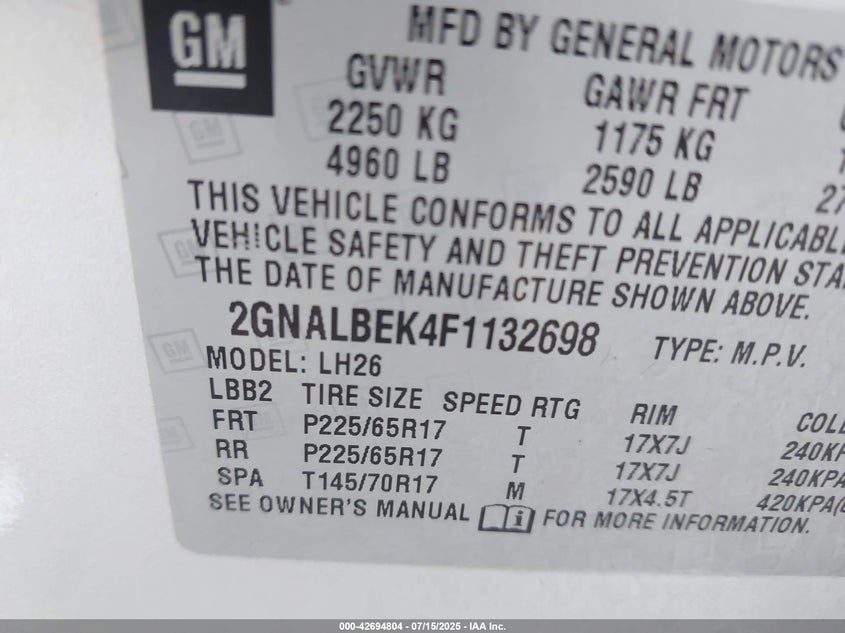 GM
MFD BY GENERAL MOTORS
GVWR GAWR FRT
2250 KG 1175 KG
4960 LB 2590 LB 27
THIS VEHICLE CONFORMS TO ALL APPLICABL
VEHICLE SAFETY AND THEFT PREVENTION STA
THE DATE OF MANUFACTURE SHOWN ABOVE.
2GNALBEK4F1132698 TYPE: M.P.V.
MODEL: LH26
LBB2 TIRE SIZE SPEED RTG RIM COL
FRT P225/65R17 T 17X7J 240KP
RR P225/65R17 T 17X7J 240KPA
SPA T145/70R17 M 17X4.5T 420KPA(
SEE OWNER'S MANUAL FOR MORE INFORMATION.
000-42694804 - 07/15/2025 - IAA Inc.